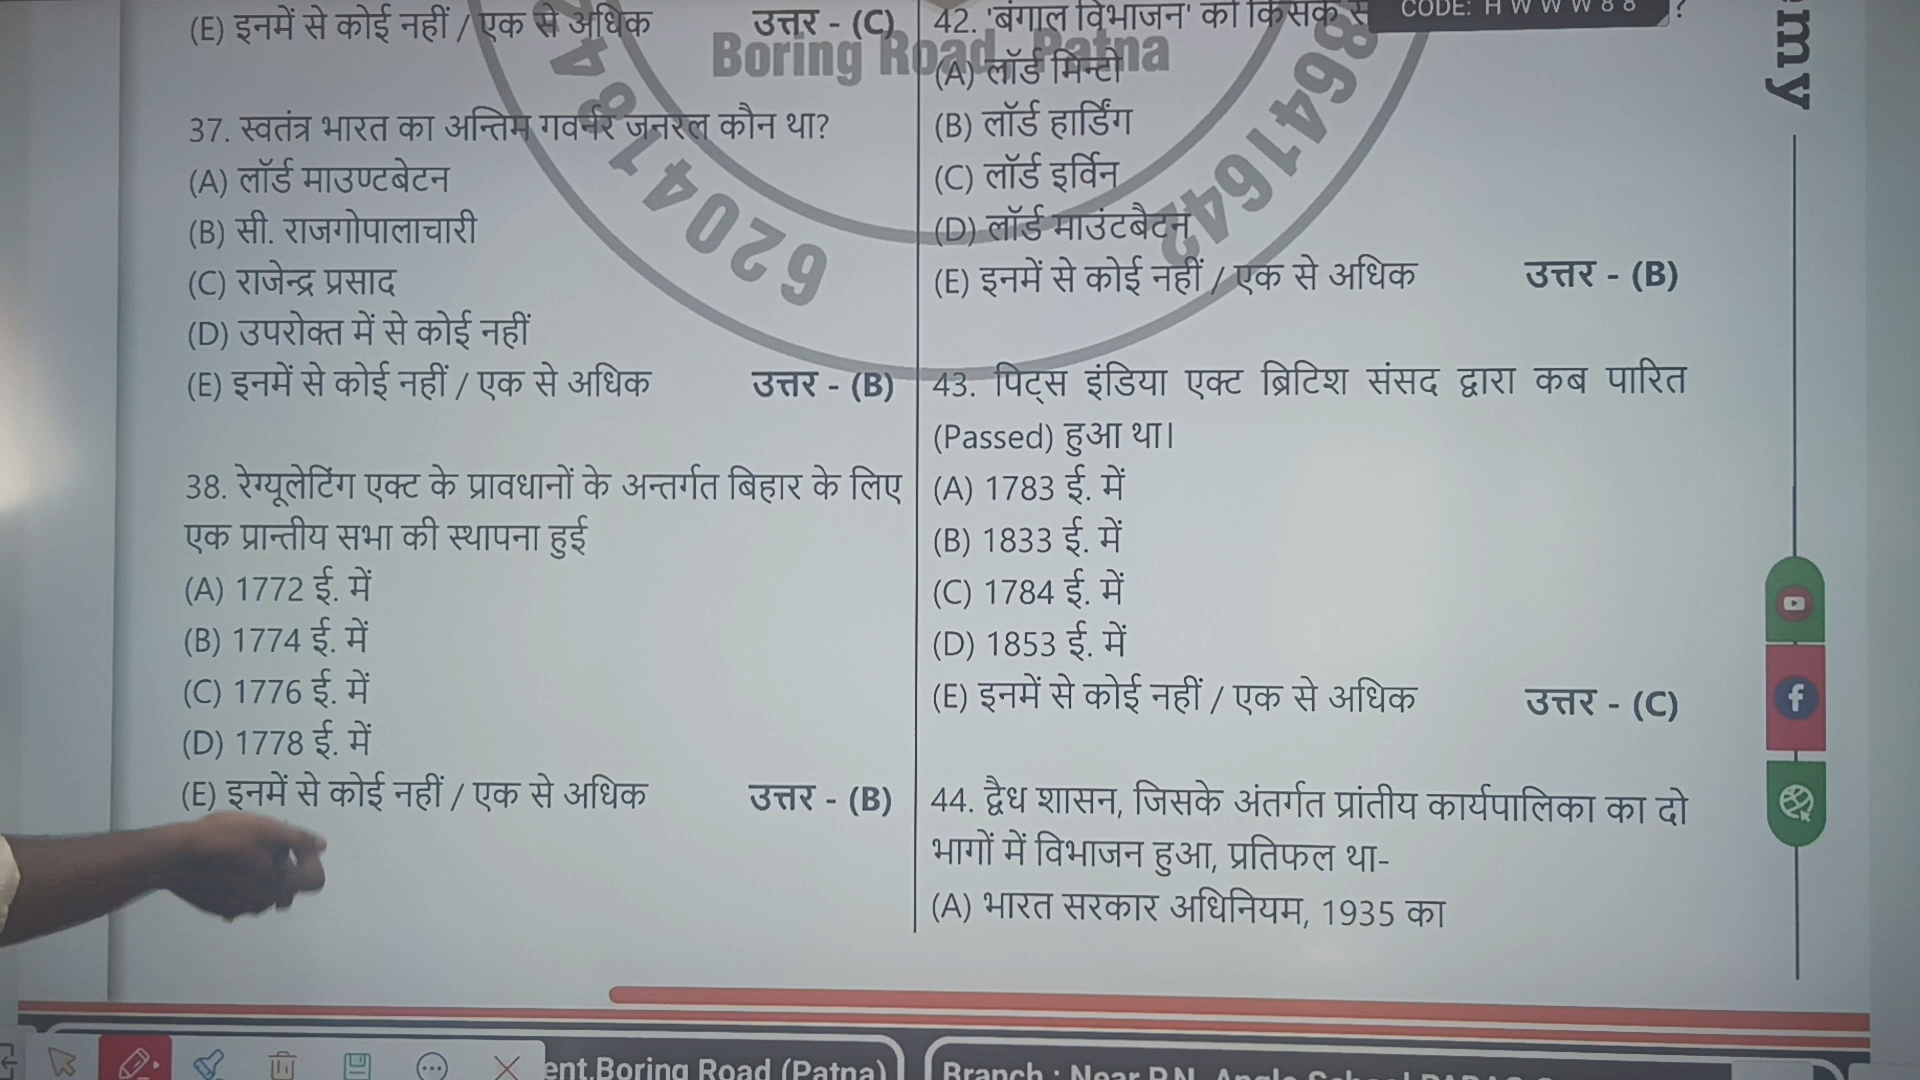 (E) इनमें से कोई नहीं / एक से अधिक उत्तर - (C)
37. स्वतंत्र भारत का अन्तिम गवर्नर जनरल कौन था?
(A) लॉर्ड माउण्टबेटन
(B) सी. राजगोपालाचारी
(C) राजेन्द्र प्रसाद
(D) उपरोक्त में से कोई नहीं
(E) इनमें से कोई नहीं / एक से अधिक उत्तर - (B)
38. रेग्यूलेटिंग एक्ट के प्रावधानों के अन्तर्गत बिहार के लिए
एक प्रान्तीय सभा की स्थापना हुई
(A) 1772 ई. में
(B) 1774 ई. में
(C) 1776 ई. में
(D) 1778 ई. में
(E) इनमें से कोई नहीं / एक से अधिक उत्तर - (B)
42. 'बंगाल विभाजन' को किसके
CODE: HWWW88
?
(A) लॉर्ड मिन्टो
(B) लॉर्ड हार्डिंग
(C) लॉर्ड इर्विन
(D) लॉर्ड माउंटबैटन
(E) इनमें से कोई नहीं / एक से अधिक उत्तर - (B)
43. पिट्स इंडिया एक्ट ब्रिटिश संसद द्वारा कब पारित
(Passed) हुआ था।
(A) 1783 ई. में
(B) 1833 ई. में
(C) 1784 ई. में
(D) 1853 ई. में
(E) इनमें से कोई नहीं / एक से अधिक उत्तर - (C)
44. द्वैध शासन, जिसके अंतर्गत प्रांतीय कार्यपालिका का दो
भागों में विभाजन हुआ, प्रतिफल था-
(A) भारत सरकार अधिनियम, 1935 का
Boring Road, Patna
my
ent,Boring Road (Patna)
Branch : Near P.N. Anglo School